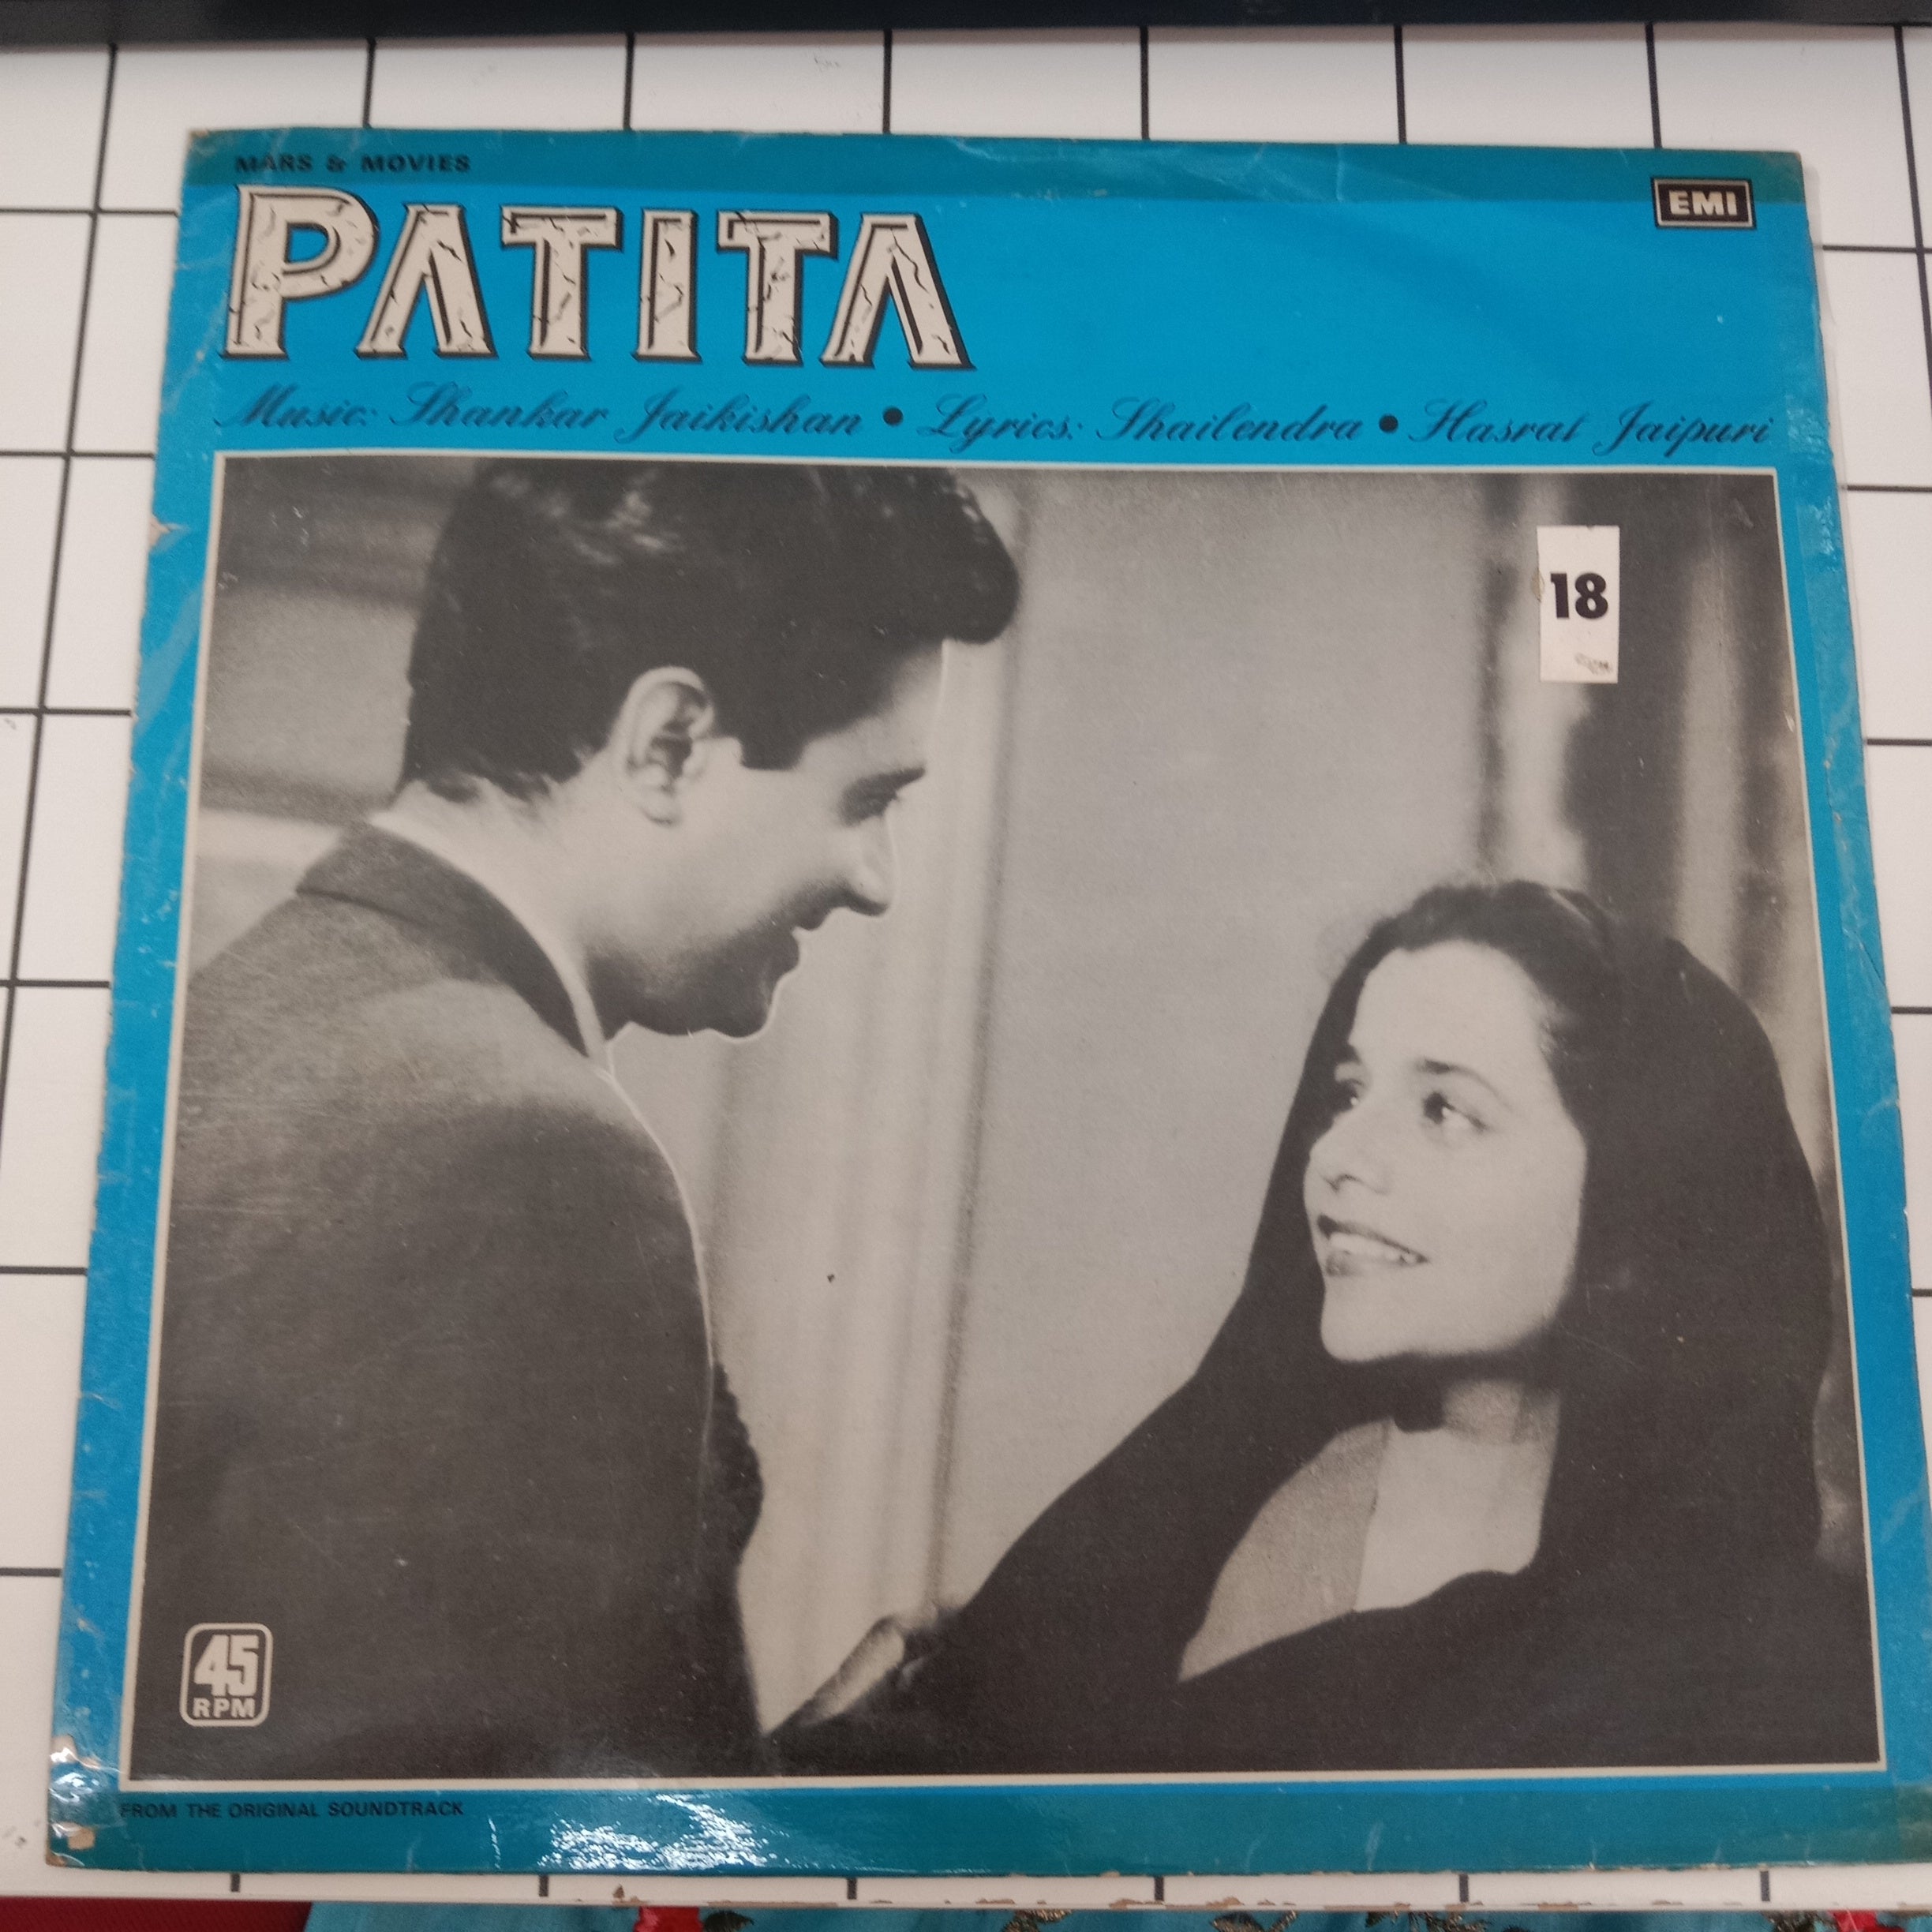 MARS & MOVIES
EMI
PATITA
Music: Shankar Jaikishan • Lyrics: Shailendra • Hasrat Jaipuri
18
45
RPM
FROM THE ORIGINAL SOUNDTRACK